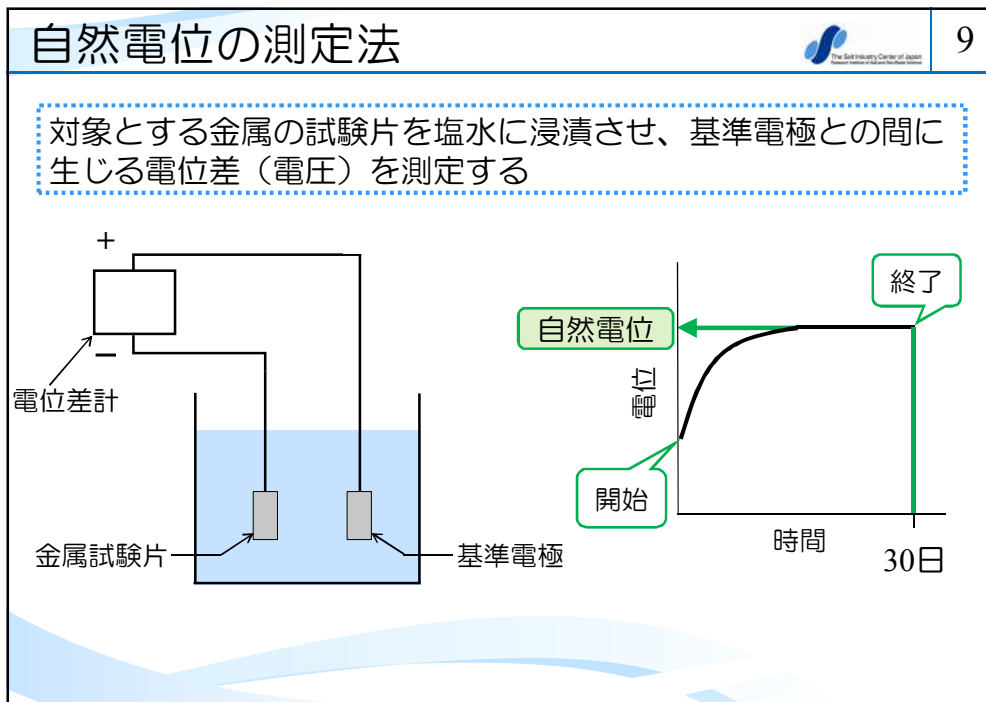 自然電位の測定法
The Salt Industry Center of Japan
9
対象とする金属の試験片を塩水に浸漬させ、基準電極との間に
生じる電位差（電圧）を測定する
+
−
電位差計
金属試験片
基準電極
終了
自然電位
電位
開始
時間
30日